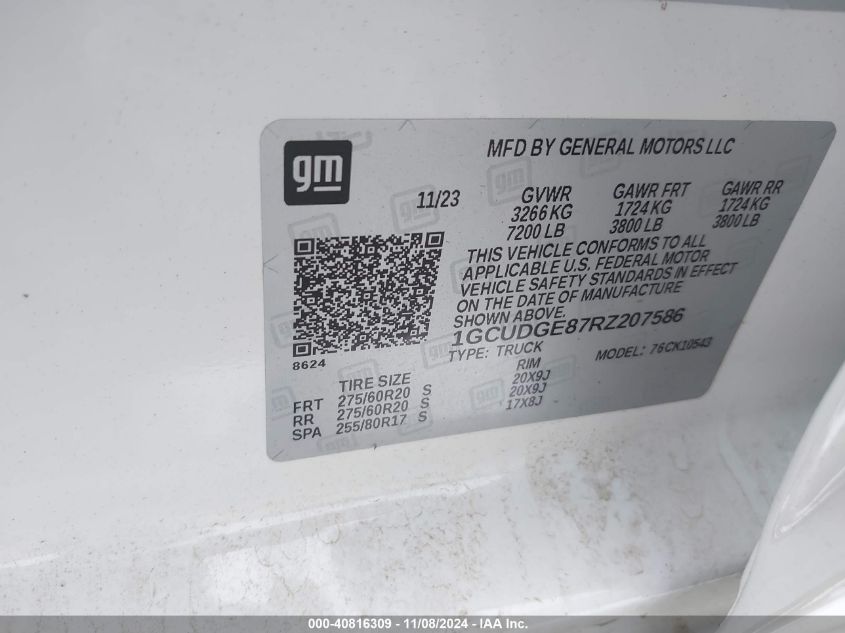 gm
MFD BY GENERAL MOTORS LLC
11/23
GVWR GAWR FRT GAWR RR
3266 KG 1724 KG 1724 KG
7200 LB 3800 LB 3800 LB
THIS VEHICLE CONFORMS TO ALL
APPLICABLE U.S. FEDERAL MOTOR
VEHICLE SAFETY STANDARDS IN EFFECT
ON THE DATE OF MANUFACTURE
SHOWN ABOVE.
1GCUDGE87RZ207586
TYPE: TRUCK MODEL: 76CK10543
8624
TIRE SIZE RIM
FRT 275/60R20 S 20X9J
RR 275/60R20 S 20X9J
SPA 255/80R17 S 17X8J
000-40816309 - 11/08/2024 - IAA Inc.